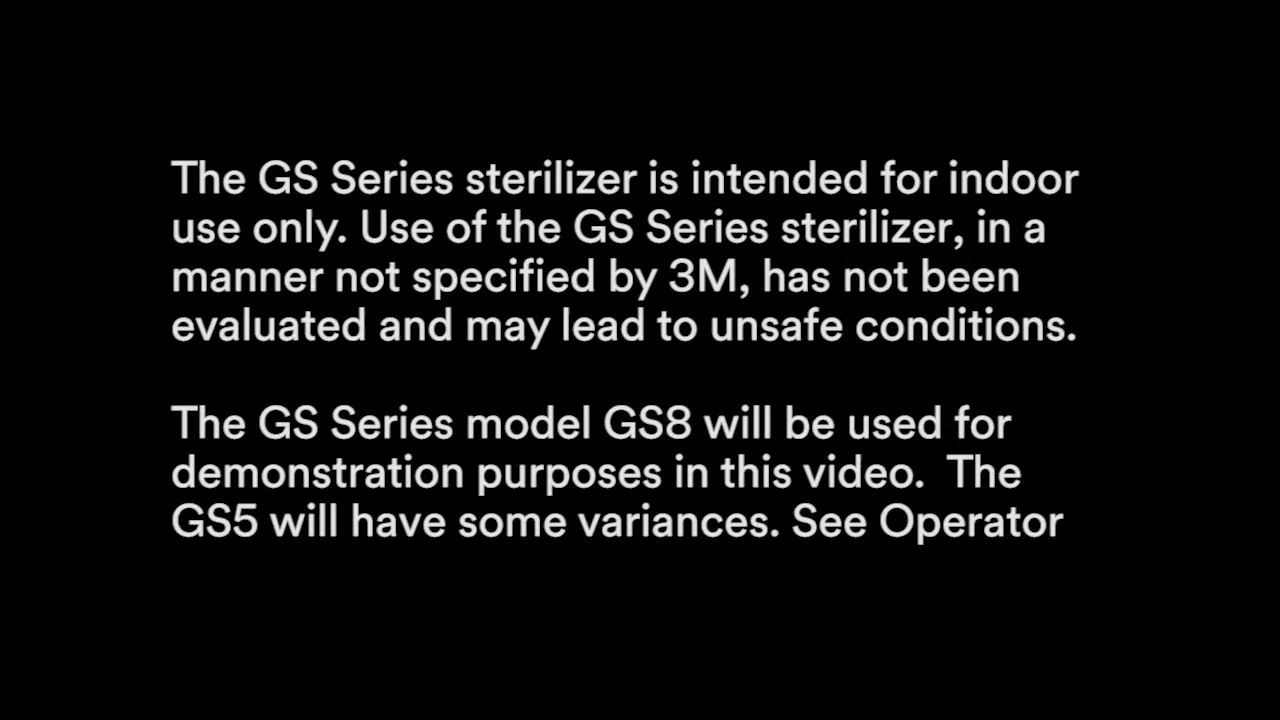 The GS Series sterilizer is intended for indoor
use only. Use of the GS Series sterilizer, in a
manner not specified by 3M, has not been
evaluated and may lead to unsafe conditions.
The GS Series model GS8 will be used for
demonstration purposes in this video.  The
GS5 will have some variances. See Operator